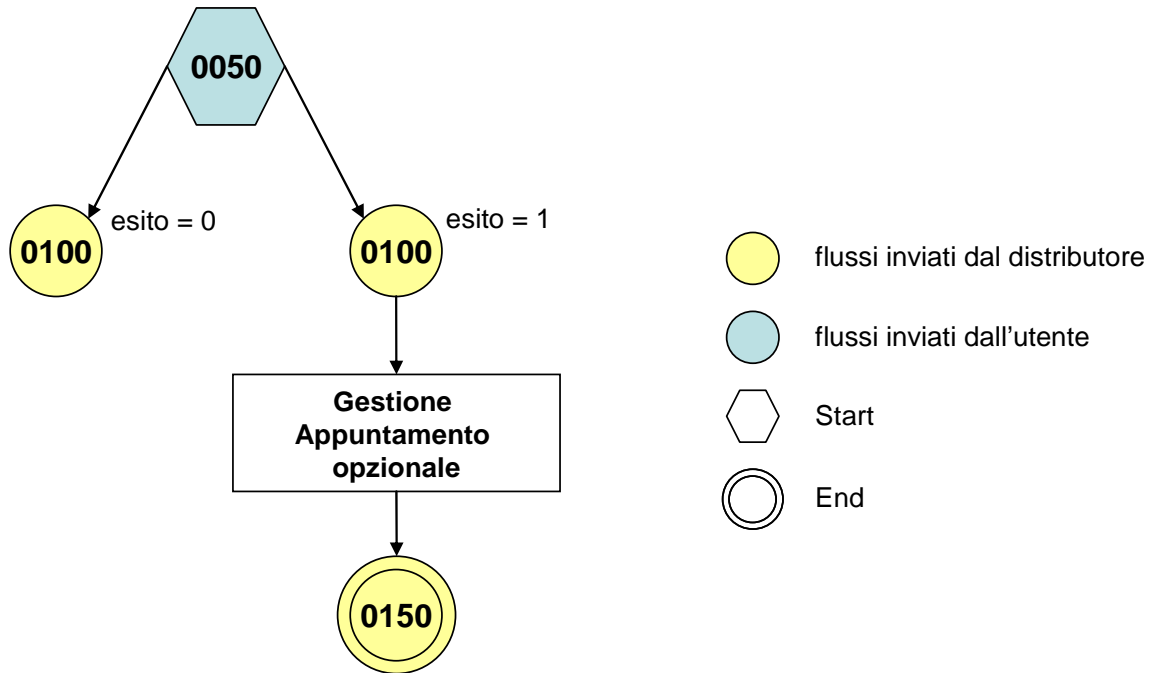 0050
esito = 0
esito = 1
0100
0100
Gestione
Appuntamento
opzionale
0150
flussi inviati dal distributore
flussi inviati dall'utente
Start
End